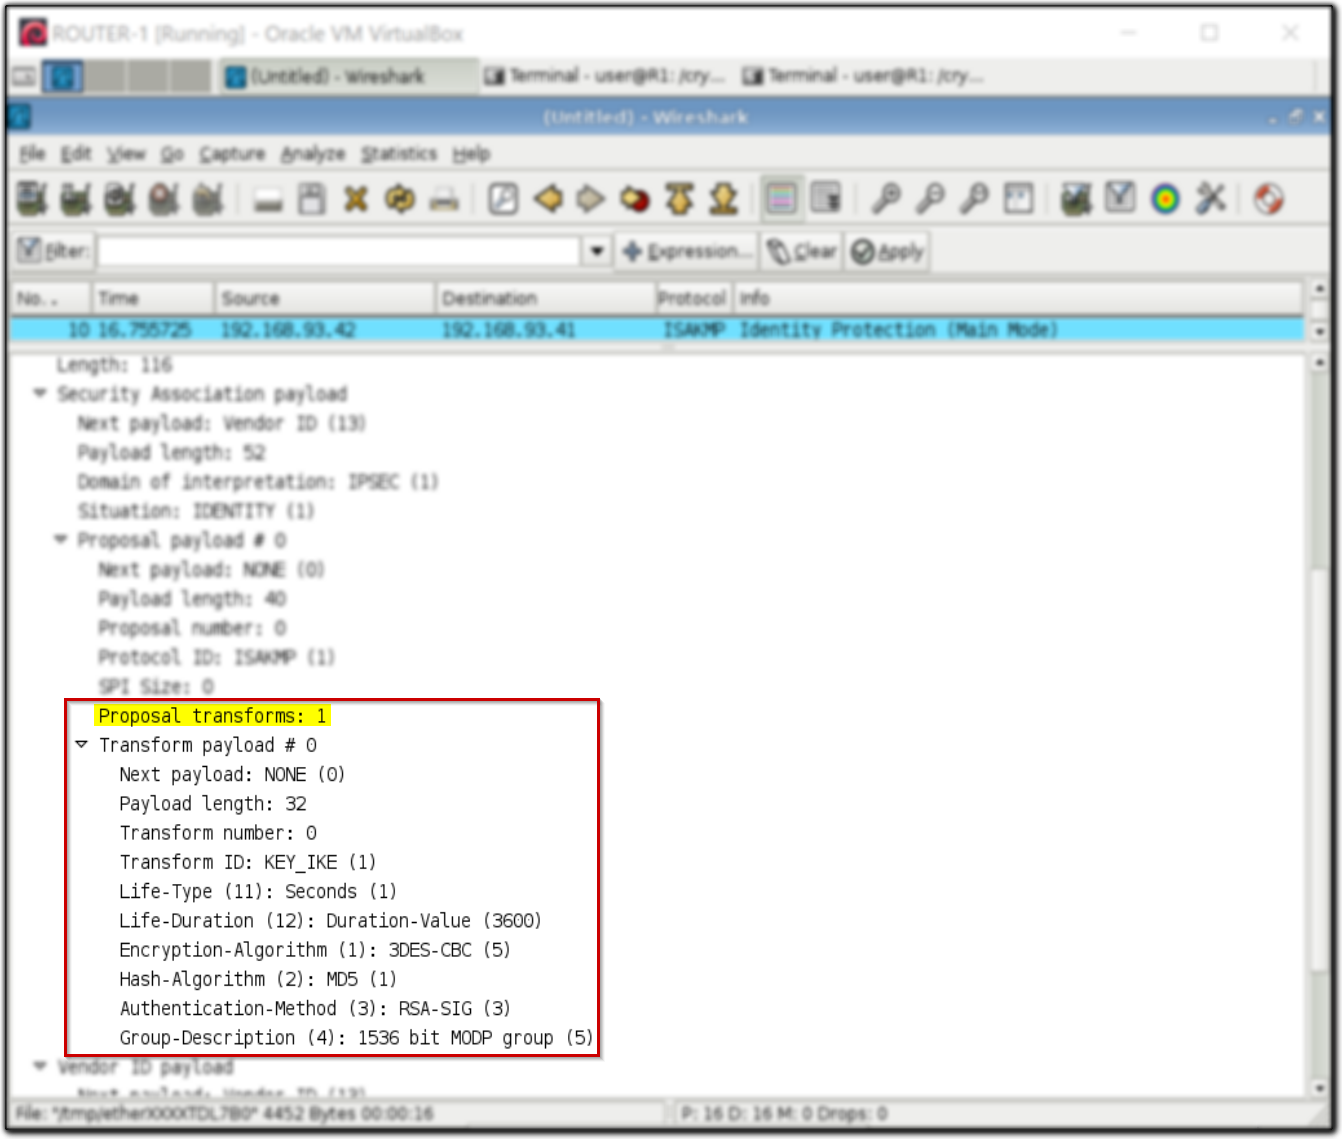 ROUTER-1 [Running] - Oracle VM VirtualBox
(Untitled) - Wireshark
Terminal - user@R1: /cry...
Terminal - user@R1: /cry...
(Untitled) - Wireshark
File Edit View Go Capture Analyze Statistics Help
Filter: Expression... Clear Apply
No. . Time Source Destination Protocol Info
10 16.755725 192.168.93.42 192.168.93.41 ISAKMP Identity Protection (Main Mode)
Length: 116
Security Association payload
Next payload: Vendor ID (13)
Payload length: 52
Domain of interpretation: IPSEC (1)
Situation: IDENTITY (1)
Proposal payload # 0
Next payload: NONE (0)
Payload length: 40
Proposal number: 0
Protocol ID: ISAKMP (1)
SPI Size: 0
Proposal transforms: 1
Transform payload # 0
Next payload: NONE (0)
Payload length: 32
Transform number: 0
Transform ID: KEY_IKE (1)
Life-Type (11): Seconds (1)
Life-Duration (12): Duration-Value (3600)
Encryption-Algorithm (1): 3DES-CBC (5)
Hash-Algorithm (2): MD5 (1)
Authentication-Method (3): RSA-SIG (3)
Group-Description (4): 1536 bit MODP group (5)
Vendor ID payload
Next payload: Vendor ID (13)
File: "/tmp/etherXXXXTDL7B0" 4452 Bytes 00:00:16
P: 16 D: 16 M: 0 Drops: 0